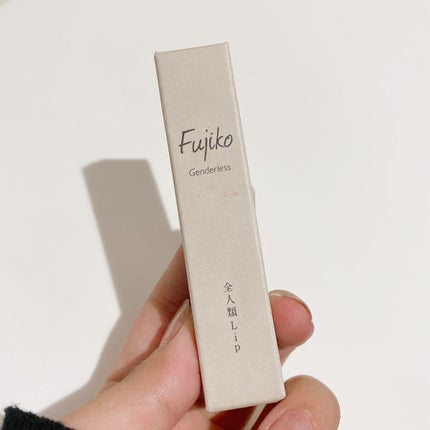 Fujiko
Genderless
全人類Lip